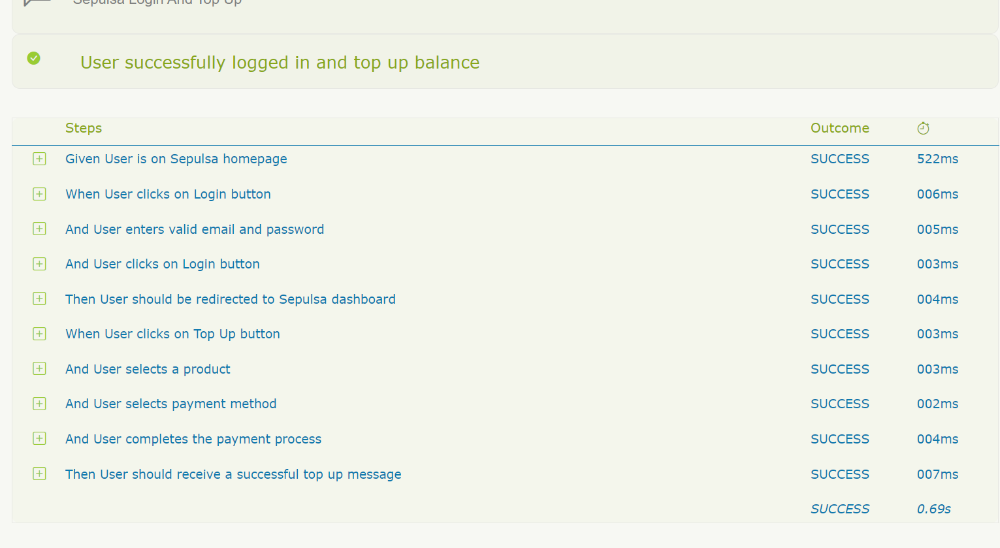 Sepulsa Login And Top Up
User successfully logged in and top up balance
Steps Outcome
Given User is on Sepulsa homepage SUCCESS 522ms
When User clicks on Login button SUCCESS 006ms
And User enters valid email and password SUCCESS 005ms
And User clicks on Login button SUCCESS 003ms
Then User should be redirected to Sepulsa dashboard SUCCESS 004ms
When User clicks on Top Up button SUCCESS 003ms
And User selects a product SUCCESS 003ms
And User selects payment method SUCCESS 002ms
And User completes the payment process SUCCESS 004ms
Then User should receive a successful top up message SUCCESS 007ms
SUCCESS 0.69s